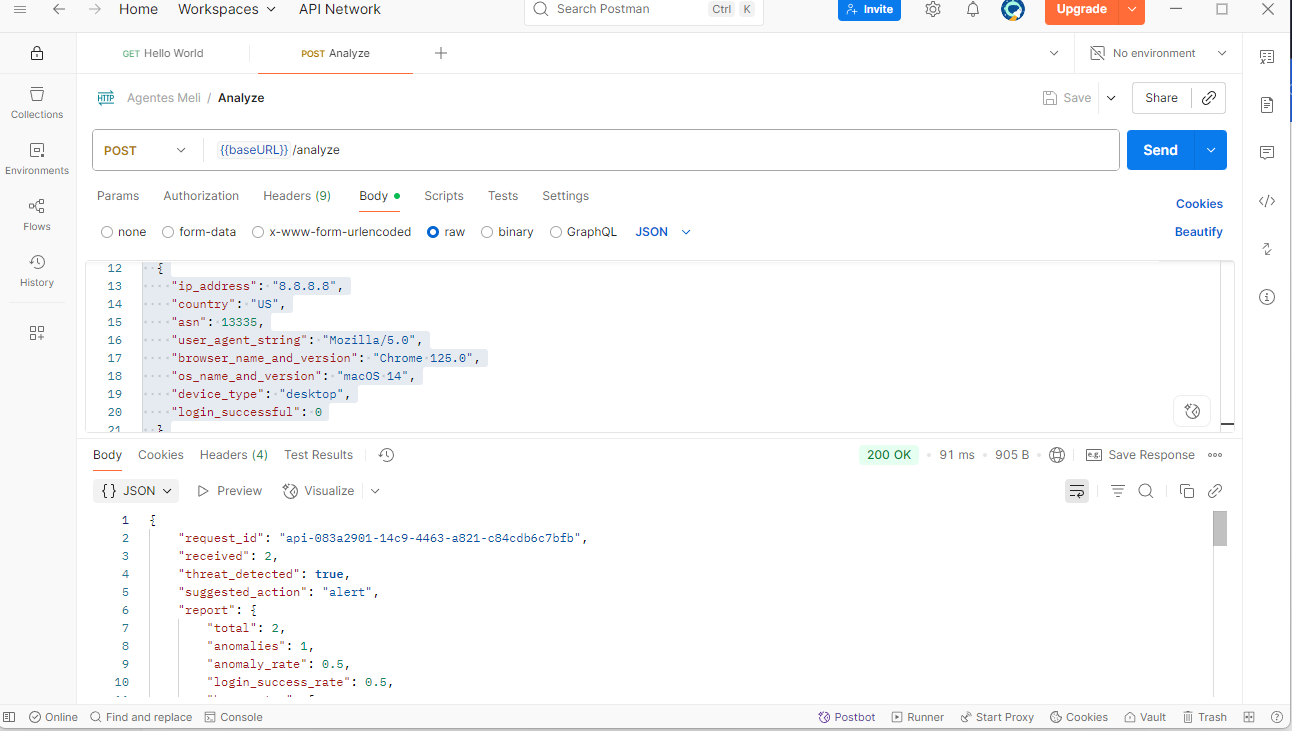 Home Workspaces API Network Search Postman Ctrl K Invite Upgrade
GET Hello World POST Analyze No environment
HTTP Agentes Meli / Analyze Save Share
POST {{baseURL}} /analyze Send
Params Authorization Headers (9) Body Scripts Tests Settings Cookies
none form-data x-www-form-urlencoded raw binary GraphQL JSON Beautify
Collections
Environments
Flows
History
12 {
13 "ip_address": "8.8.8.8",
14 "country": "US",
15 "asn": 13335,
16 "user_agent_string": "Mozilla/5.0",
17 "browser_name_and_version": "Chrome 125.0",
18 "os_name_and_version": "macOS 14",
19 "device_type": "desktop",
20 "login_successful": 0
21 }
Body Cookies Headers (4) Test Results 200 OK 91 ms 905 B e.g. Save Response
{} JSON Preview Visualize
1 {
2 "request_id": "api-083a2901-14c9-4463-a821-c84cdb6c7bfb",
3 "received": 2,
4 "threat_detected": true,
5 "suggested_action": "alert",
6 "report": {
7 "total": 2,
8 "anomalies": 1,
9 "anomaly_rate": 0.5,
10 "login_success_rate": 0.5,
Online Find and replace Console Postbot Runner Start Proxy Cookies Vault Trash